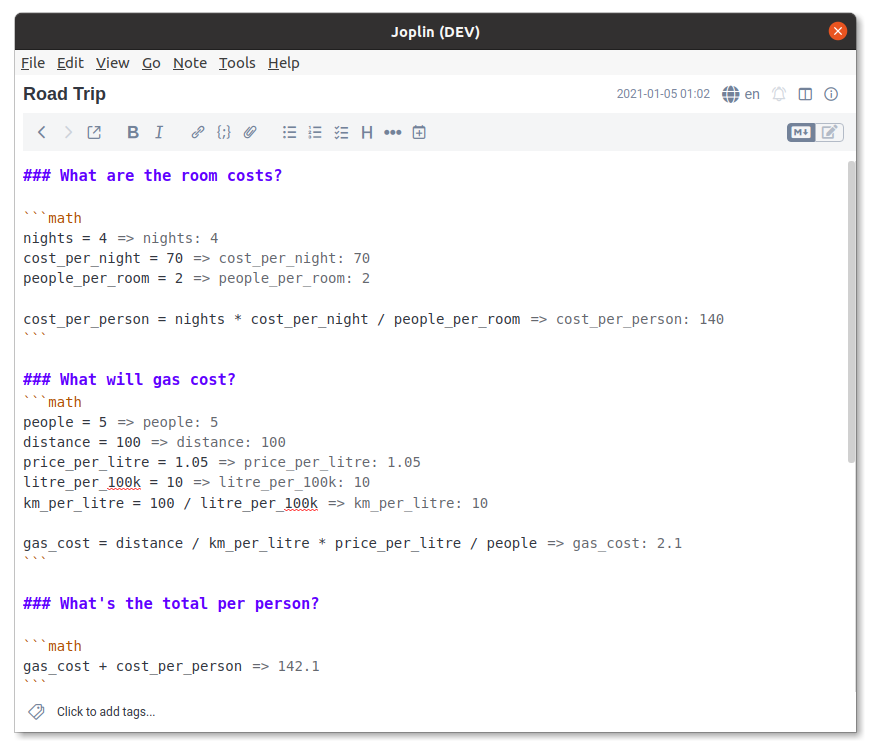 Joplin (DEV)
File Edit View Go Note Tools Help
Road Trip 2021-01-05 01:02 en
B I {;} H M↓
### What are the room costs?
```math
nights = 4 => nights: 4
cost_per_night = 70 => cost_per_night: 70
people_per_room = 2 => people_per_room: 2
cost_per_person = nights * cost_per_night / people_per_room => cost_per_person: 140
```
### What will gas cost?
```math
people = 5 => people: 5
distance = 100 => distance: 100
price_per_litre = 1.05 => price_per_litre: 1.05
litre_per_100k = 10 => litre_per_100k: 10
km_per_litre = 100 / litre_per_100k => km_per_litre: 10
gas_cost = distance / km_per_litre * price_per_litre / people => gas_cost: 2.1
```
### What's the total per person?
```math
gas_cost + cost_per_person => 142.1
```
Click to add tags...